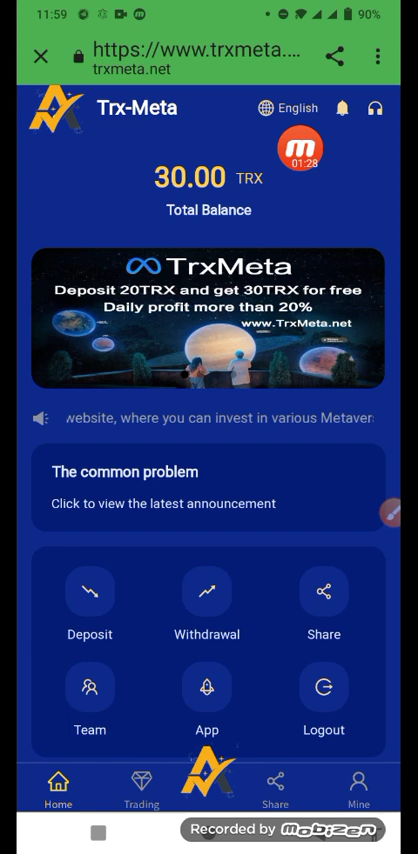 11:59
90%
https://www.trxmeta....
trxmeta.net
Trx-Meta
English
01:28
30.00 TRX
Total Balance
TrxMeta
Deposit 20TRX and get 30TRX for free
Daily profit more than 20%
www.TrxMeta.net
website, where you can invest in various Metaver
The common problem
Click to view the latest announcement
Deposit Withdrawal Share
Team App Logout
Home Trading Share Mine
Recorded by mobizen